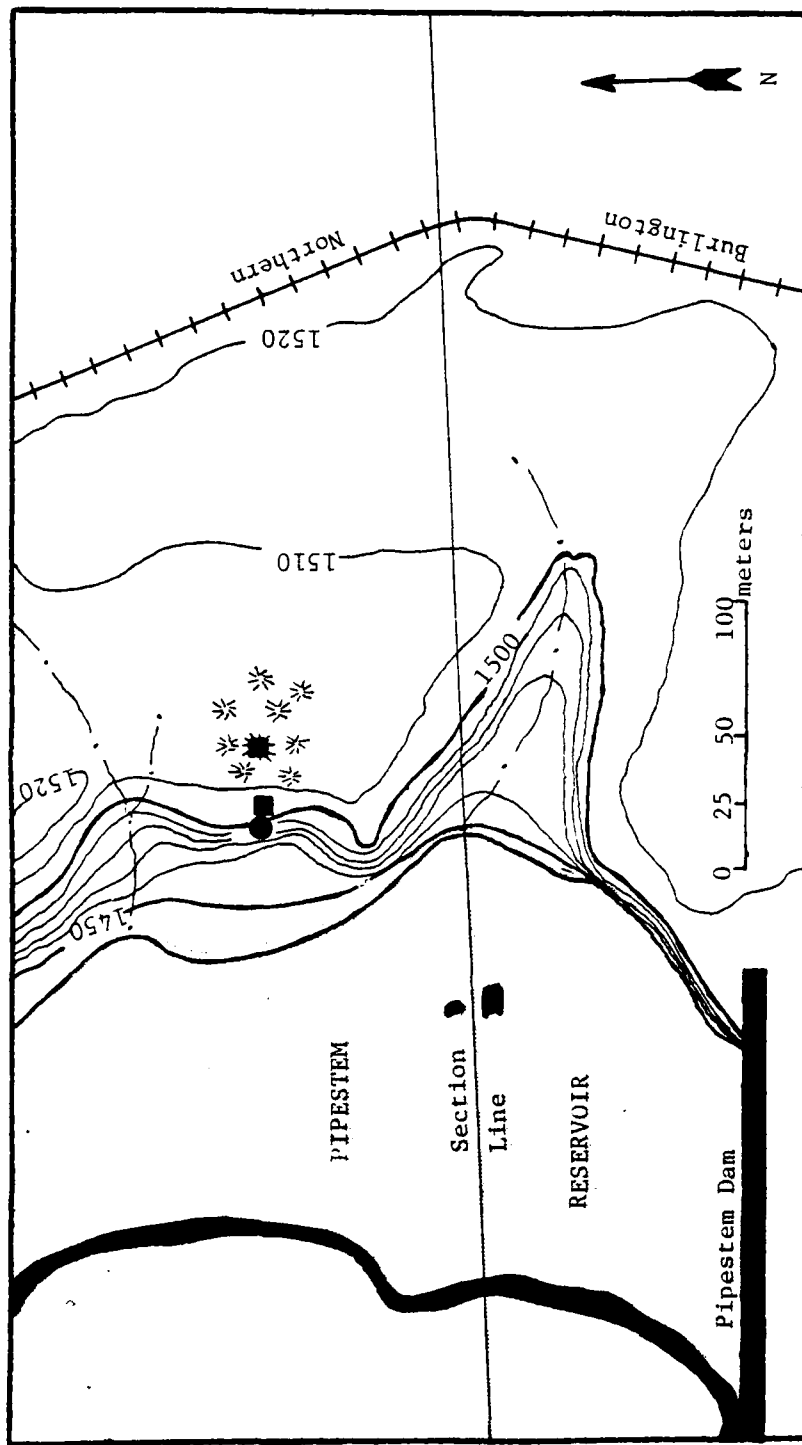 N
Northern
Burlington
1520
1510
1520
1500
1450
0 25 50 100
meters
PIPESTEM
Section
Line
RESERVOIR
Pipestem Dam